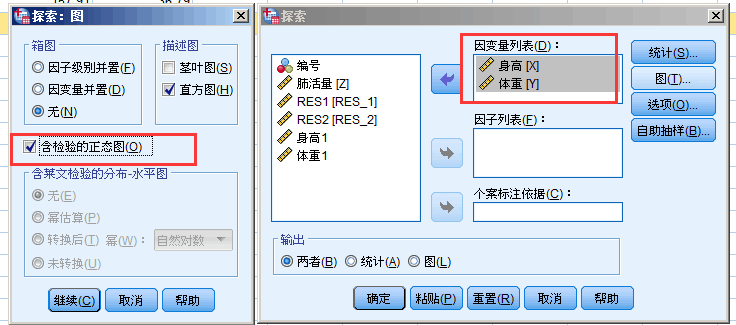 探索：图
箱图
因子级别并置(F)
因变量并置(D)
无(N)
描述图
茎叶图(S)
直方图(H)
含检验的正态图(O)
含莱文检验的分布-水平图
无(E)
幂估算(P)
转换后(T) 幂(W)： 自然对数
未转换(U)
继续(C) 取消 帮助
探索
编号
肺活量 [Z]
RES1 [RES_1]
RES2 [RES_2]
身高1
体重1
因变量列表(D)：
身高 [X]
体重 [Y]
因子列表(F)：
个案标注依据(C)：
统计(S)...
图(T)...
选项(O)...
自助抽样(B)...
输出
两者(B) 统计(A) 图(L)
确定 粘贴(P) 重置(R) 取消 帮助